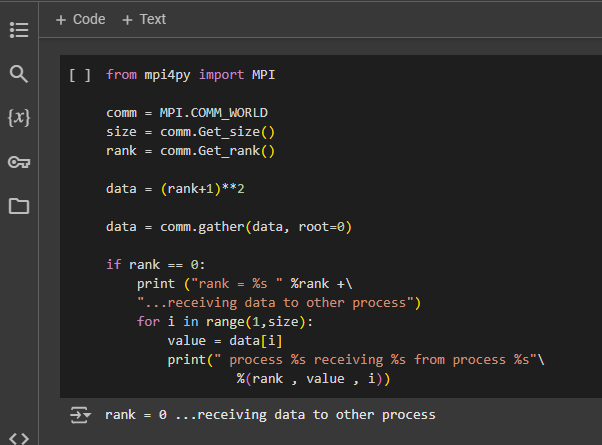 + Code + Text
[ ] from mpi4py import MPI
comm = MPI.COMM_WORLD
size = comm.Get_size()
rank = comm.Get_rank()
data = (rank+1)**2
data = comm.gather(data, root=0)
if rank == 0:
    print ("rank = %s " %rank +\
    "...receiving data to other process")
    for i in range(1,size):
        value = data[i]
        print(" process %s receiving %s from process %s"\
                 %(rank , value , i))
rank = 0 ...receiving data to other process
{x}
<>